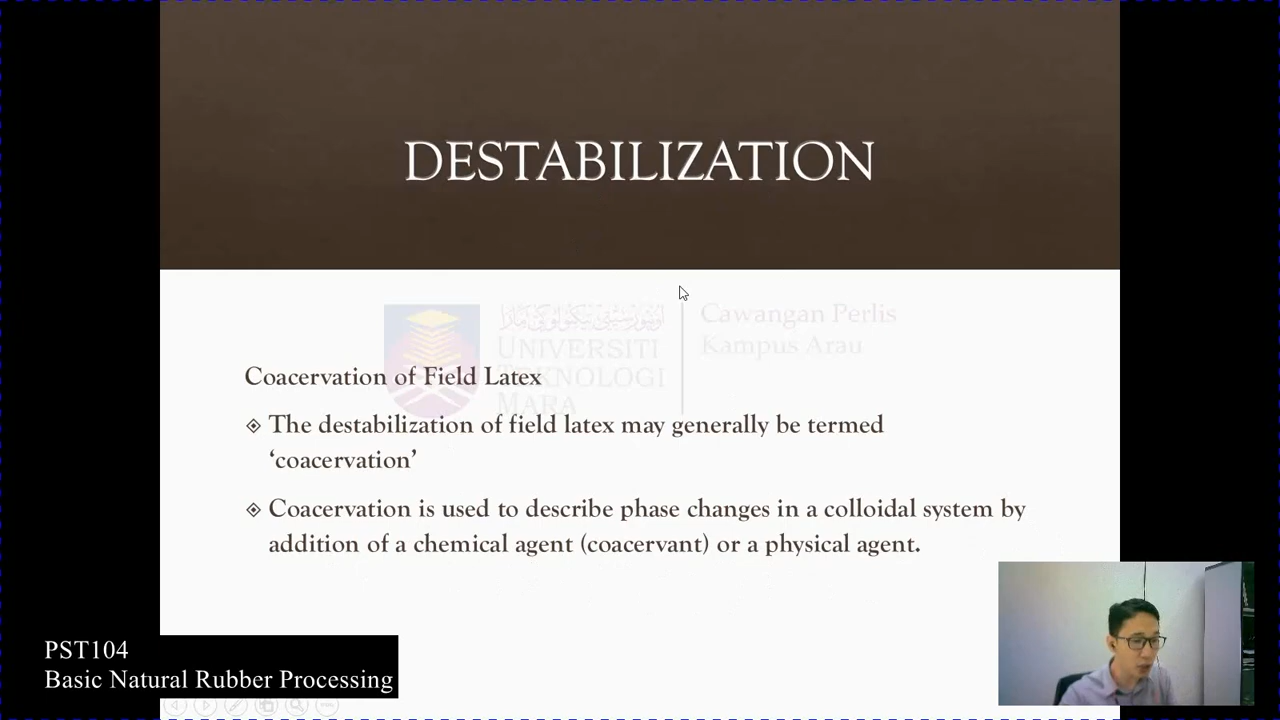 DESTABILIZATION
Cawangan Perlis
Kampus Arau
UNIVERSITI
TEKNOLOGI
MARA
Coacervation of Field Latex
The destabilization of field latex may generally be termed
‘coacervation’
Coacervation is used to describe phase changes in a colloidal system by
addition of a chemical agent (coacervant) or a physical agent.
PST104
Basic Natural Rubber Processing